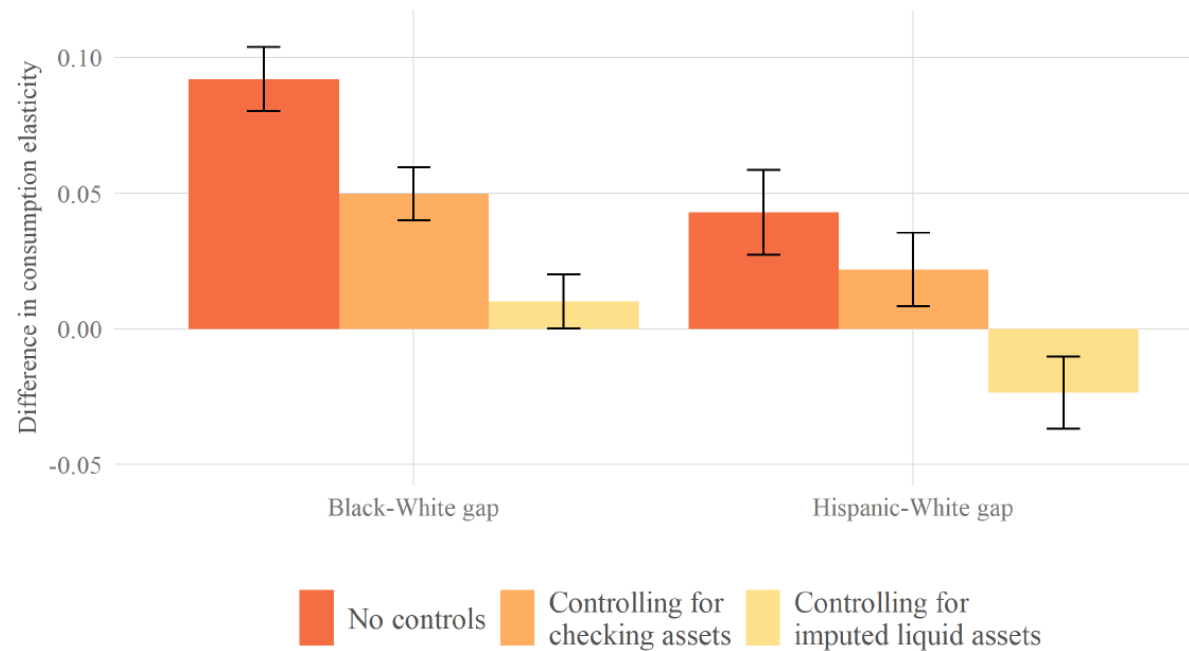 Difference in consumption elasticity
0.10
0.05
0.00
-0.05
Black-White gap
Hispanic-White gap
No controls
Controlling for
checking assets
Controlling for
imputed liquid assets